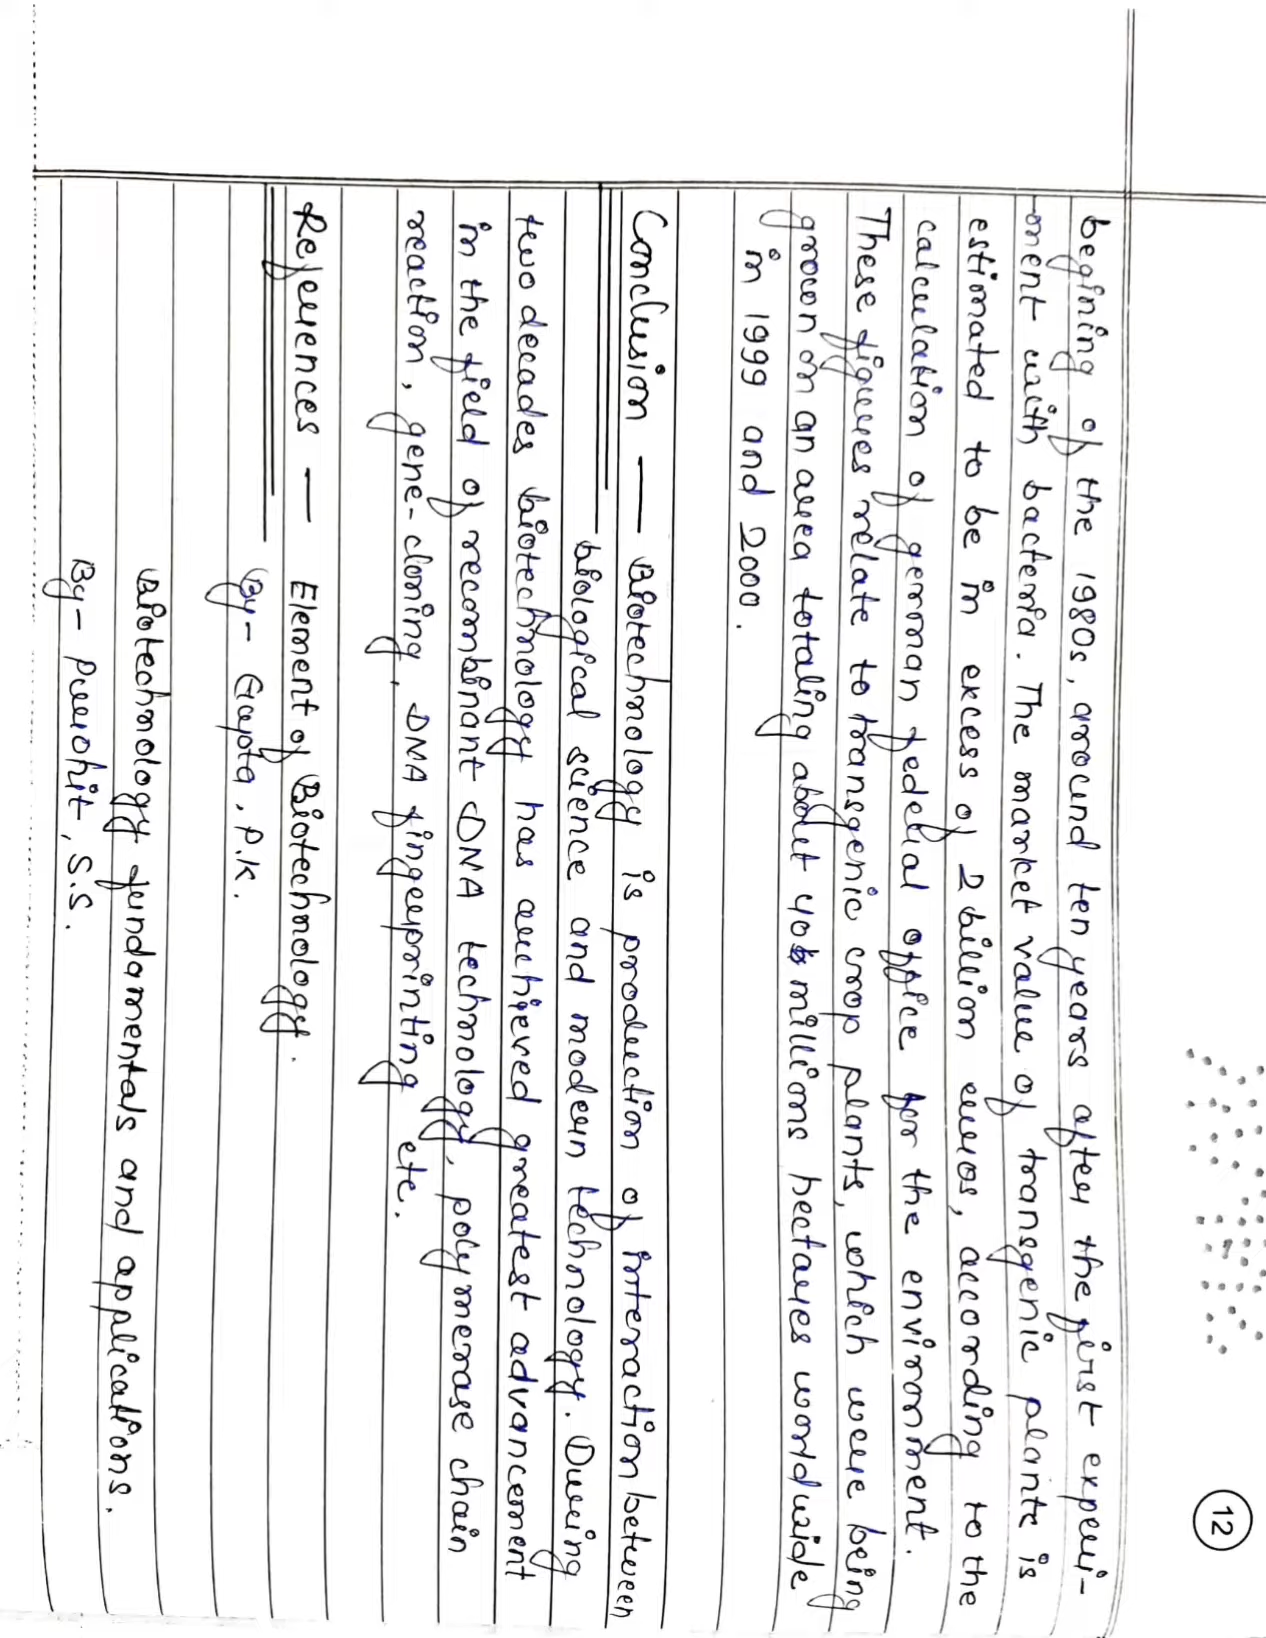 12
begining of the 1980s, around ten years after the first experi-
-ment with bacteria. The market value of transgenic plants is
estimated to be in excess of 2 billion euros, according to the
calculation of german fedelal office for the environment.
These figures relate to transgenic crop plants, which were being
grown on an area totaling about 40 millions hectares worldwide
in 1999 and 2000.
Conclusion — Biotechnology is production of interaction between
biological science and modern technology. During
two decades biotechnology has auchieved greatest advancement
in the field of recombinant DNA technology, polymerase chain
reaction, gene-cloning, DNA fingerprinting etc.
References — Element of Biotechnology.
By- Gupta, P.K.
Biotechnology fundamentals and applications.
By- Purohit, S.S.